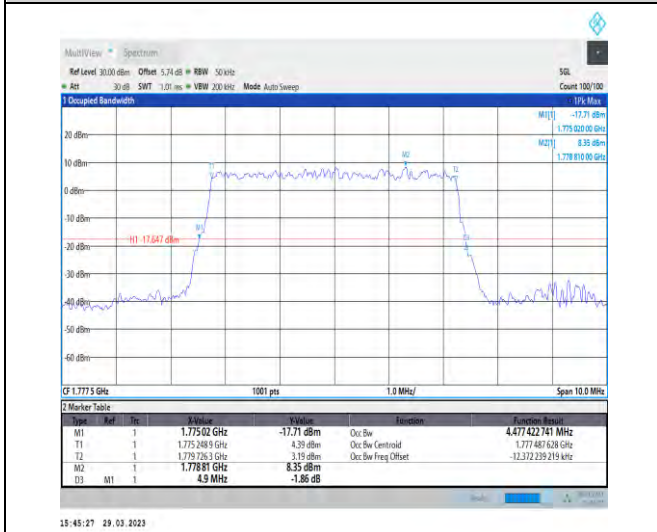 MultiView Spectrum
Ref Level 30.00 dBm Offset 5.74 dB RBW 50 kHz SGL
Att 30 dB SWT 1.01 ms VBW 200 kHz Mode Auto Sweep Count 100/100
1 Occupied Bandwidth 1Pk Max
M1[1] -17.71 dBm
1.775 020 00 GHz
M2[1] 8.35 dBm
1.778 810 00 GHz
20 dBm
10 dBm
0 dBm
-10 dBm
-20 dBm
-30 dBm
-40 dBm
-50 dBm
-60 dBm
H1 -17.647 dBm
M1
T1
M2
T2
D3
CF 1.777 5 GHz 1001 pts 1.0 MHz/ Span 10.0 MHz
2 Marker Table
Type Ref Trc X-Value Y-Value Function Function Result
M1 1 1.775 02 GHz -17.71 dBm Occ Bw 4.477 422 741 MHz
T1 1 1.775 248 9 GHz 4.39 dBm Occ Bw Centroid 1.777 487 628 GHz
T2 1 1.779 726 3 GHz 3.19 dBm Occ Bw Freq Offset -12.372 239 219 kHz
M2 1 1.778 81 GHz 8.35 dBm
D3 M1 1 4.9 MHz -1.86 dB
15:45:27 29.03.2023